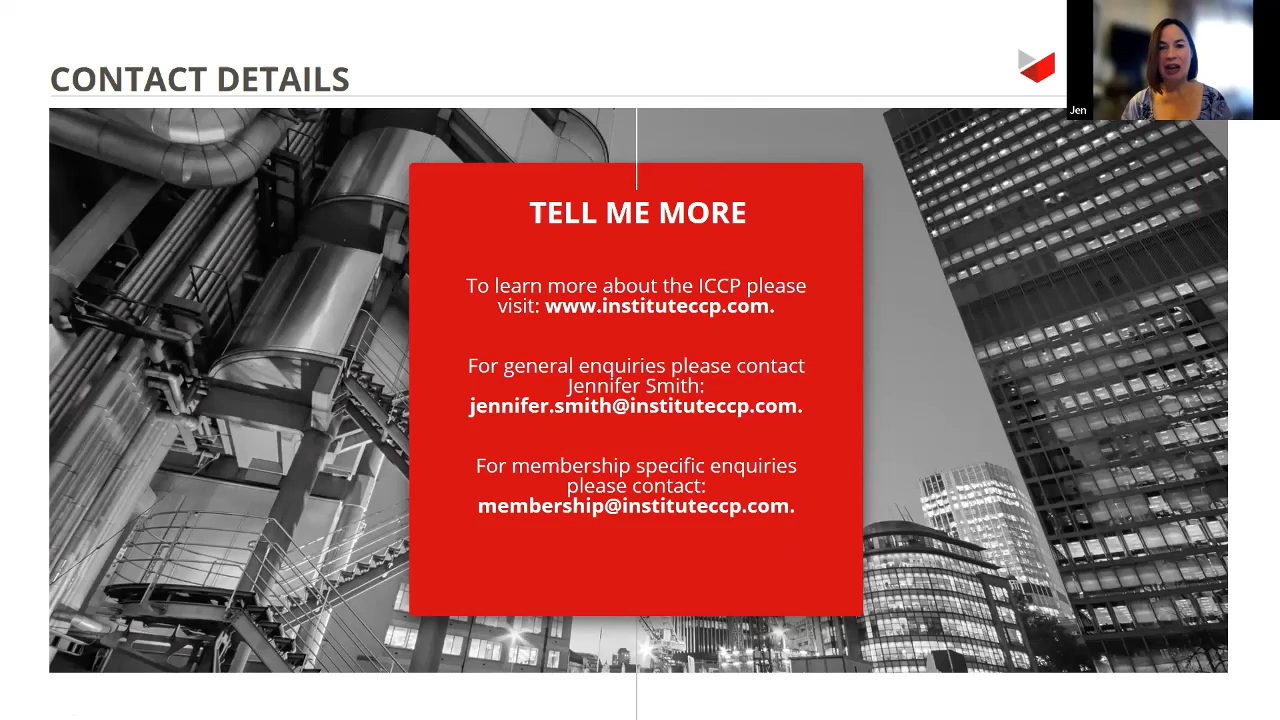 CONTACT DETAILS
Jen
TELL ME MORE
To learn more about the ICCP please
visit: www.instituteccp.com.
For general enquiries please contact
Jennifer Smith:
jennifer.smith@instituteccp.com.
For membership specific enquiries
please contact:
membership@instituteccp.com.